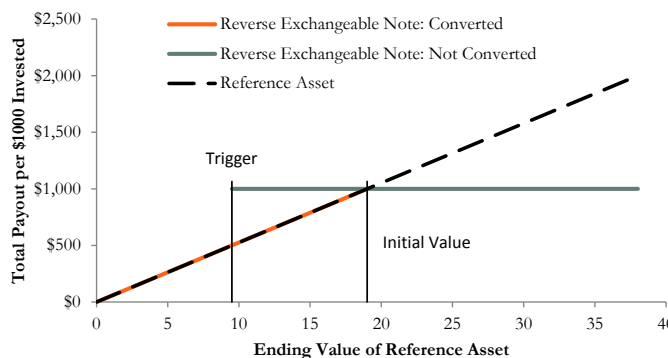 $2,500
Reverse Exchangeable Note: Converted
Reverse Exchangeable Note: Not Converted
$2,000
Reference Asset
$1,500
Trigger
$1,000
$500
Initial Value
$0
0 5 10 15 20 25 30 35 40
Total Payout per $1000 Invested
Ending Value of Reference Asset